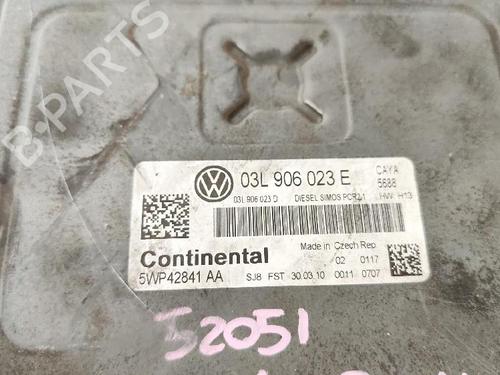 B-PARTS
03L 906 023 E
CAYA
5688
03L 906 023 D DIESEL SIMOS PCR2.1 HW: H13
Continental
Made in Czech Rep
02 0117
5WP42841 AA SJ8 FST 30.03.10 0011 0707
52051